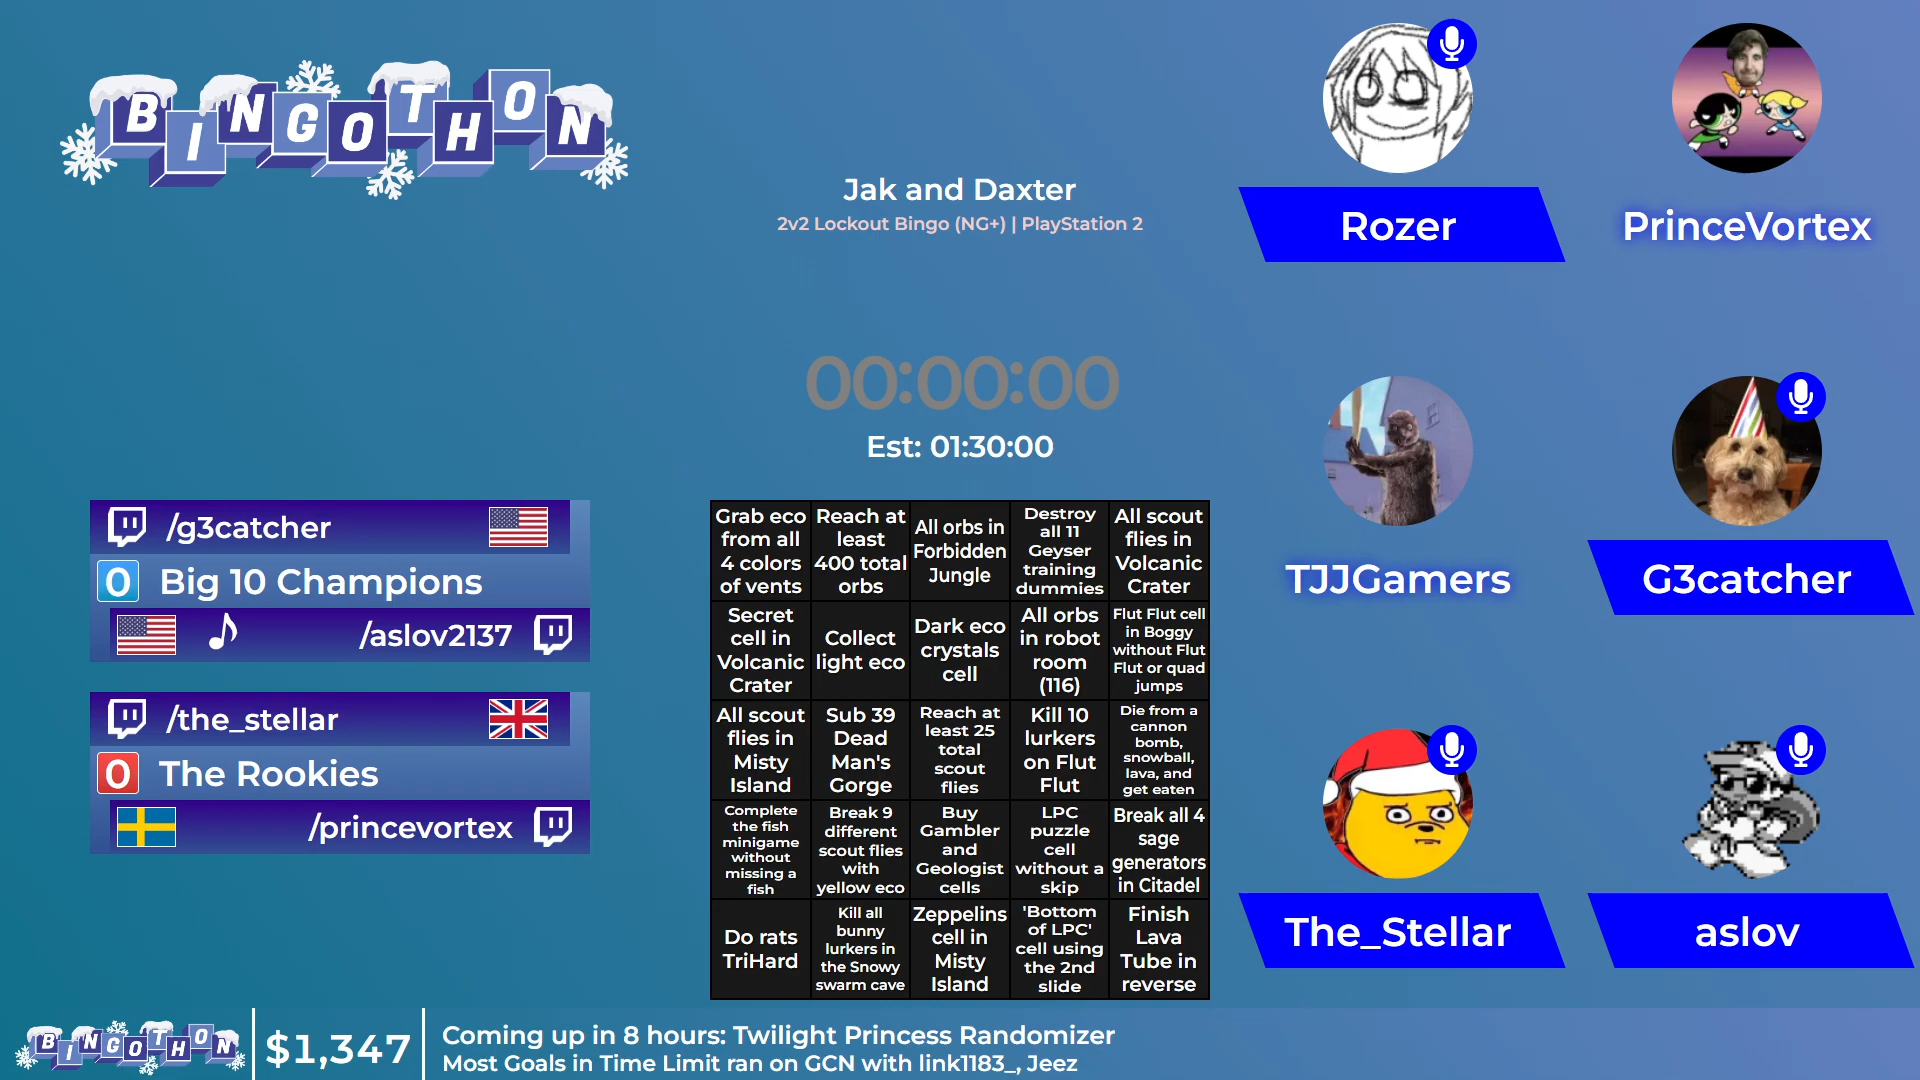 BINGOTHON
Jak and Daxter
2v2 Lockout Bingo (NG+) | PlayStation 2
Rozer
PrinceVortex
00:00:00
Est: 01:30:00
TJJGamers
G3catcher
/g3catcher
0 Big 10 Champions
/aslov2137
/the_stellar
0 The Rookies
/princevortex
Grab eco
from all
4 colors
of vents
Reach at
least
400 total
orbs
All orbs in
Forbidden
Jungle
Destroy
all 11
Geyser
training
dummies
All scout
flies in
Volcanic
Crater
Secret
cell in
Volcanic
Crater
Collect
light eco
Dark eco
crystals
cell
All orbs
in robot
room
(116)
Flut Flut cell
in Boggy
without Flut
Flut or quad
jumps
All scout
flies in
Misty
Island
Sub 39
Dead
Man's
Gorge
Reach at
least 25
total
scout
flies
Kill 10
lurkers
on Flut
Flut
Die from a
cannon
bomb,
snowball,
lava, and
get eaten
Complete
the fish
minigame
without
missing a
fish
Break 9
different
scout flies
with
yellow eco
Buy
Gambler
and
Geologist
cells
LPC
puzzle
cell
without a
skip
Break all 4
sage
generators
in Citadel
Do rats
TriHard
Kill all
bunny
lurkers in
the Snowy
swarm cave
Zeppelins
cell in
Misty
Island
'Bottom
of LPC'
cell using
the 2nd
slide
Finish
Lava
Tube in
reverse
The_Stellar
aslov
BINGOTHON
$1,347
Coming up in 8 hours: Twilight Princess Randomizer
Most Goals in Time Limit ran on GCN with link1183_, Jeez